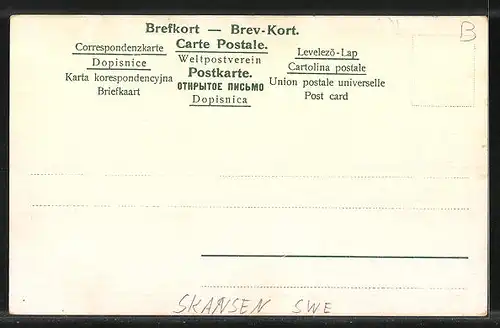 Brefkort — Brev-Kort.
Correspondenzkarte
Dopisnice
Karta korespondencyjna
Briefkaart
Carte Postale.
Weltpostverein
Postkarte.
ОТКРЫТОЕ ПИСЬМО
Dopisnica
Levelező-Lap
Cartolina postale
Union postale universelle
Post card
B
SKANSEN SWE